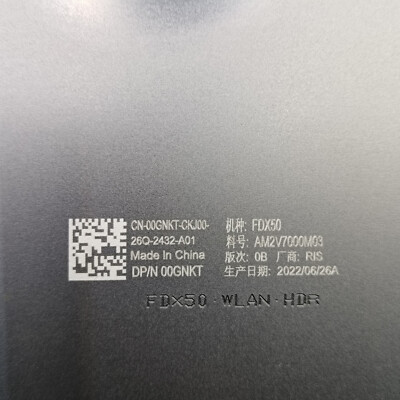 CN-00GNKT-CKJ00-
26Q-2432-A01
Made In China
DP/N 00GNKT
机种: FDX50
料号: AM2V7000M03
版次: 0B 厂商: RIS
生产日期: 2022/06/26A
FDX50-WLAN-HDR